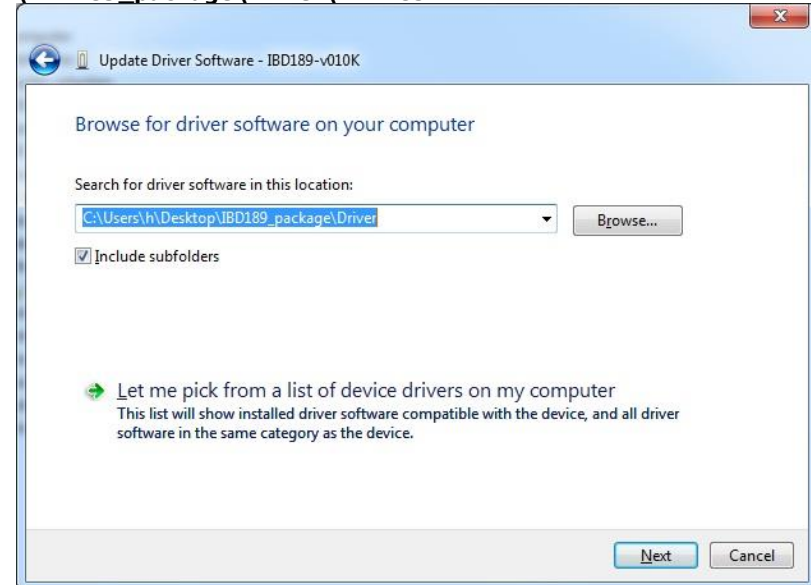 Update Driver Software - IBD189-v010K
Browse for driver software on your computer
Search for driver software in this location:
C:\Users\h\Desktop\IBD189_package\Driver
Browse...
Include subfolders
Let me pick from a list of device drivers on my computer
This list will show installed driver software compatible with the device, and all driver
software in the same category as the device.
Next Cancel